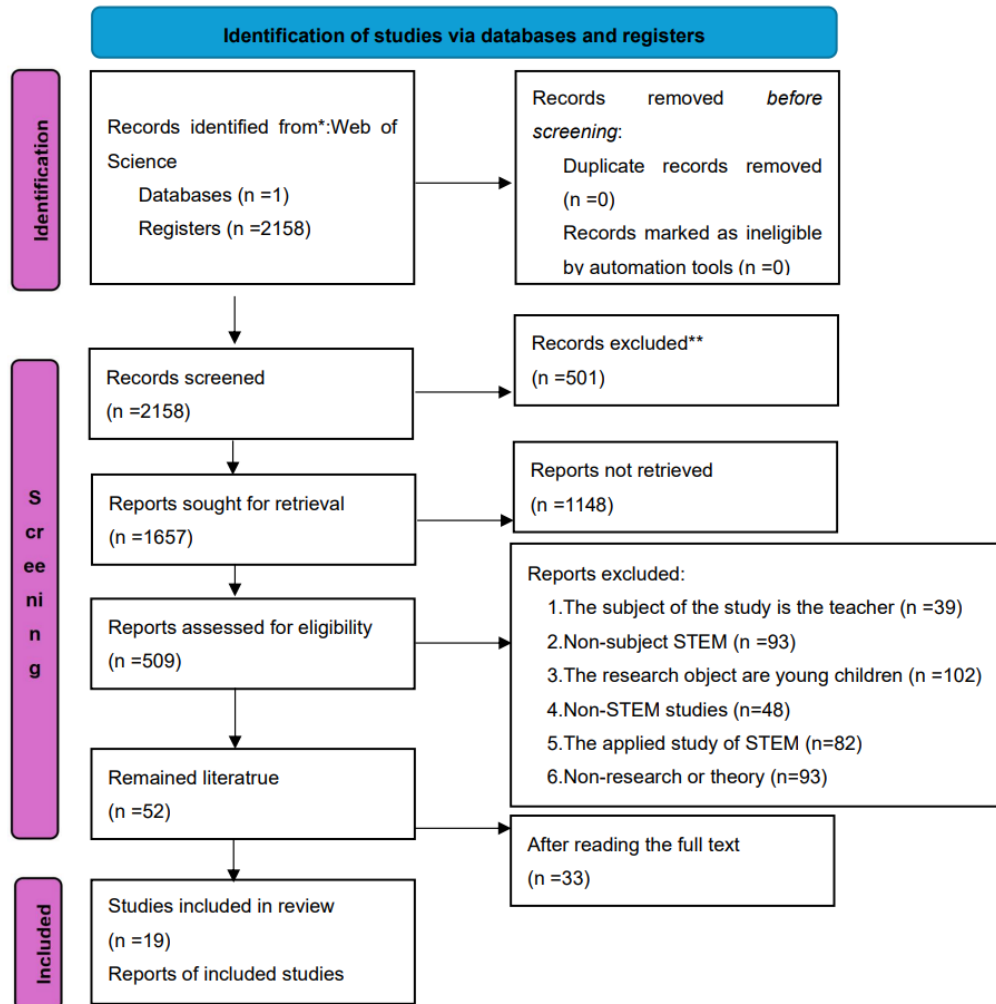 Identification of studies via databases and registers
Identification
Records identified from*:Web of
Science
Databases (n =1)
Registers (n =2158)
Records removed before
screening:
Duplicate records removed
(n =0)
Records marked as ineligible
by automation tools (n =0)
S
cr
ee
ni
n
g
Records screened
(n =2158)
Records excluded**
(n =501)
Reports sought for retrieval
(n =1657)
Reports not retrieved
(n =1148)
Reports assessed for eligibility
(n =509)
Reports excluded:
1.The subject of the study is the teacher (n =39)
2.Non-subject STEM (n =93)
3.The research object are young children (n =102)
4.Non-STEM studies (n=48)
5.The applied study of STEM (n=82)
6.Non-research or theory (n=93)
Remained literatrue
(n =52)
After reading the full text
(n =33)
Included
Studies included in review
(n =19)
Reports of included studies